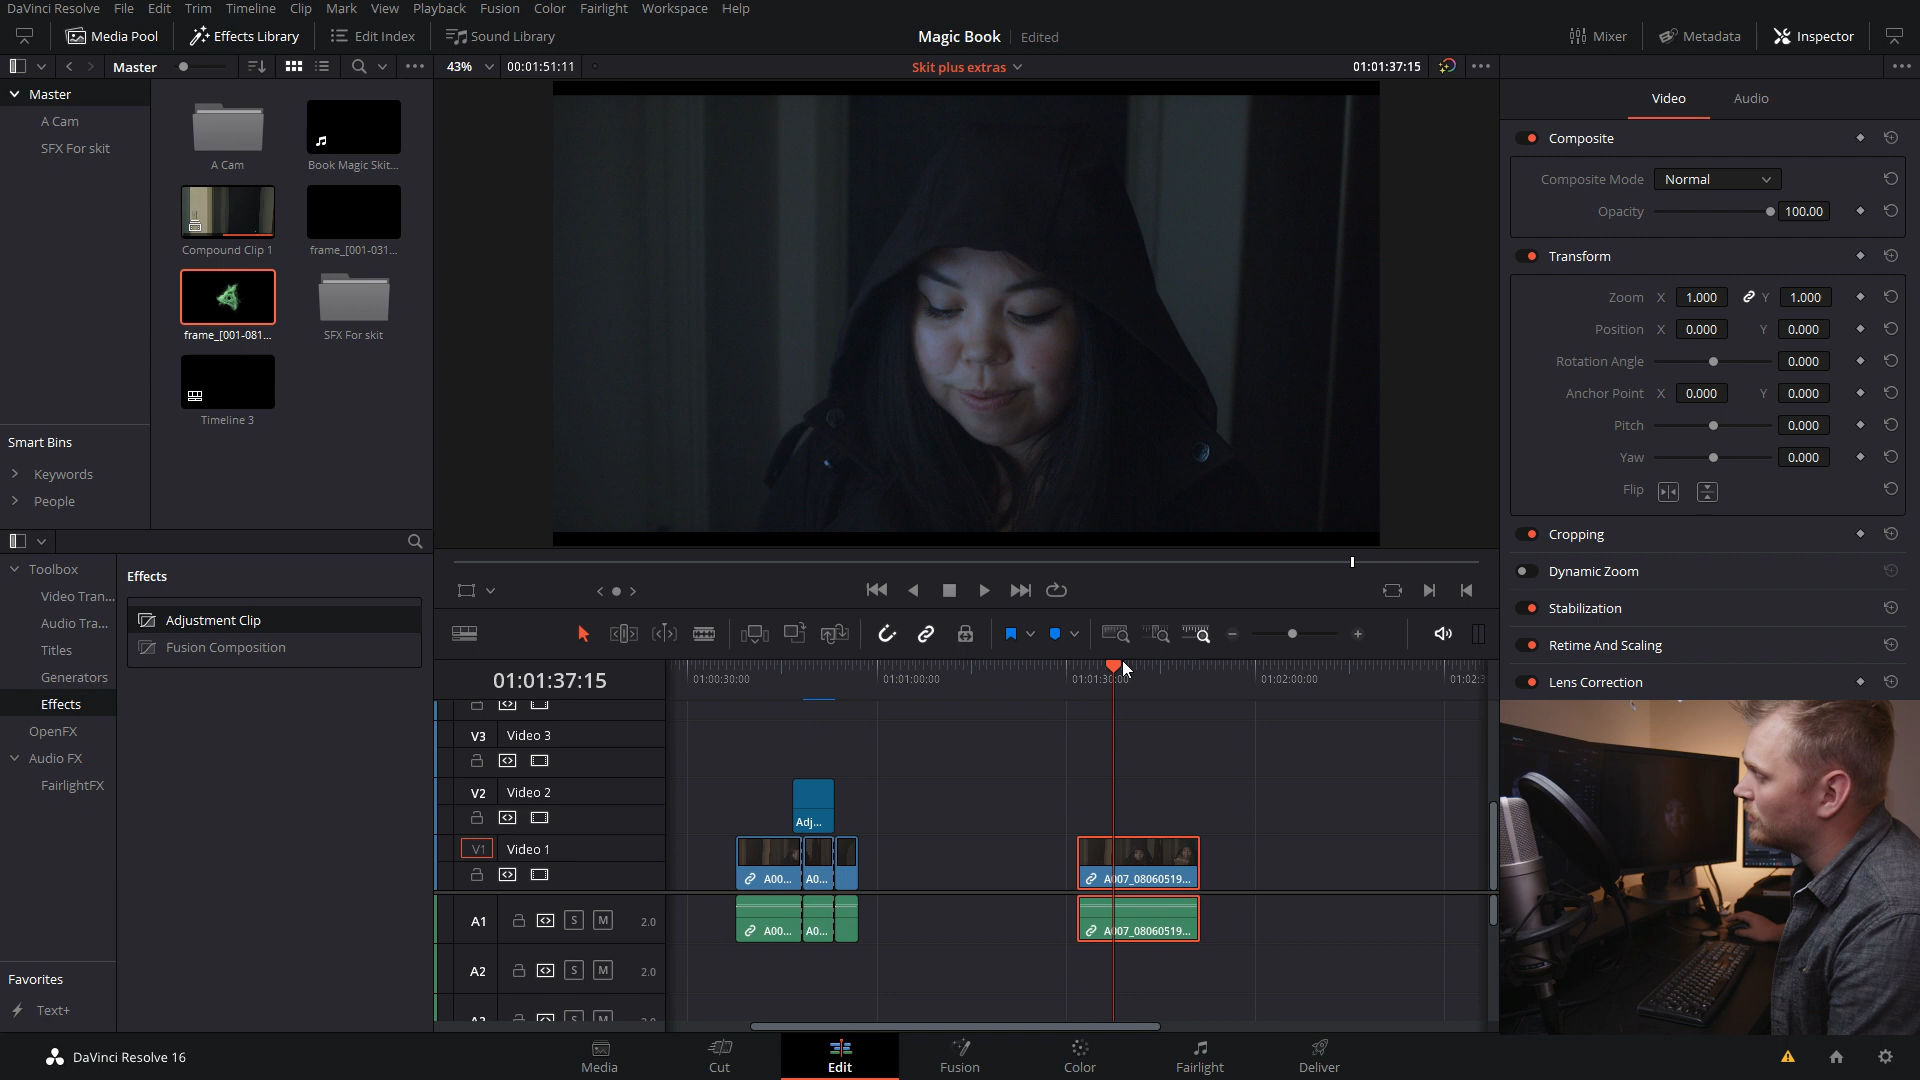 DaVinci Resolve File Edit Trim Timeline Clip Mark View Playback Fusion Color Fairlight Workspace Help
Media Pool Effects Library Edit Index Sound Library Magic Book Edited Mixer Metadata Inspector
Master 43% 00:01:51:11 Skit plus extras 01:01:37:15
Master
A Cam
SFX For skit
A Cam
Book Magic Skit...
Compound Clip 1
frame_[001-031...
frame_[001-081...
SFX For skit
Timeline 3
Smart Bins
Keywords
People
Video Audio
Composite
Composite Mode Normal
Opacity 100.00
Transform
Zoom X 1.000 Y 1.000
Position X 0.000 Y 0.000
Rotation Angle 0.000
Anchor Point X 0.000 Y 0.000
Pitch 0.000
Yaw 0.000
Flip
Cropping
Dynamic Zoom
Stabilization
Retime And Scaling
Lens Correction
Toolbox
Video Tran...
Audio Tra...
Titles
Generators
Effects
OpenFX
Audio FX
FairlightFX
Favorites
Text+
Effects
Adjustment Clip
Fusion Composition
01:01:37:15
01:00:30:00 01:01:00:00 01:01:30:00 01:02:00:00 01:02:3
V3 Video 3
V2 Video 2
Adj...
V1 Video 1
A00... A0... A007_08060519...
A1 S M 2.0
A00... A0... A007_08060519...
A2 S M 2.0
DaVinci Resolve 16
Media Cut Edit Fusion Color Fairlight Deliver